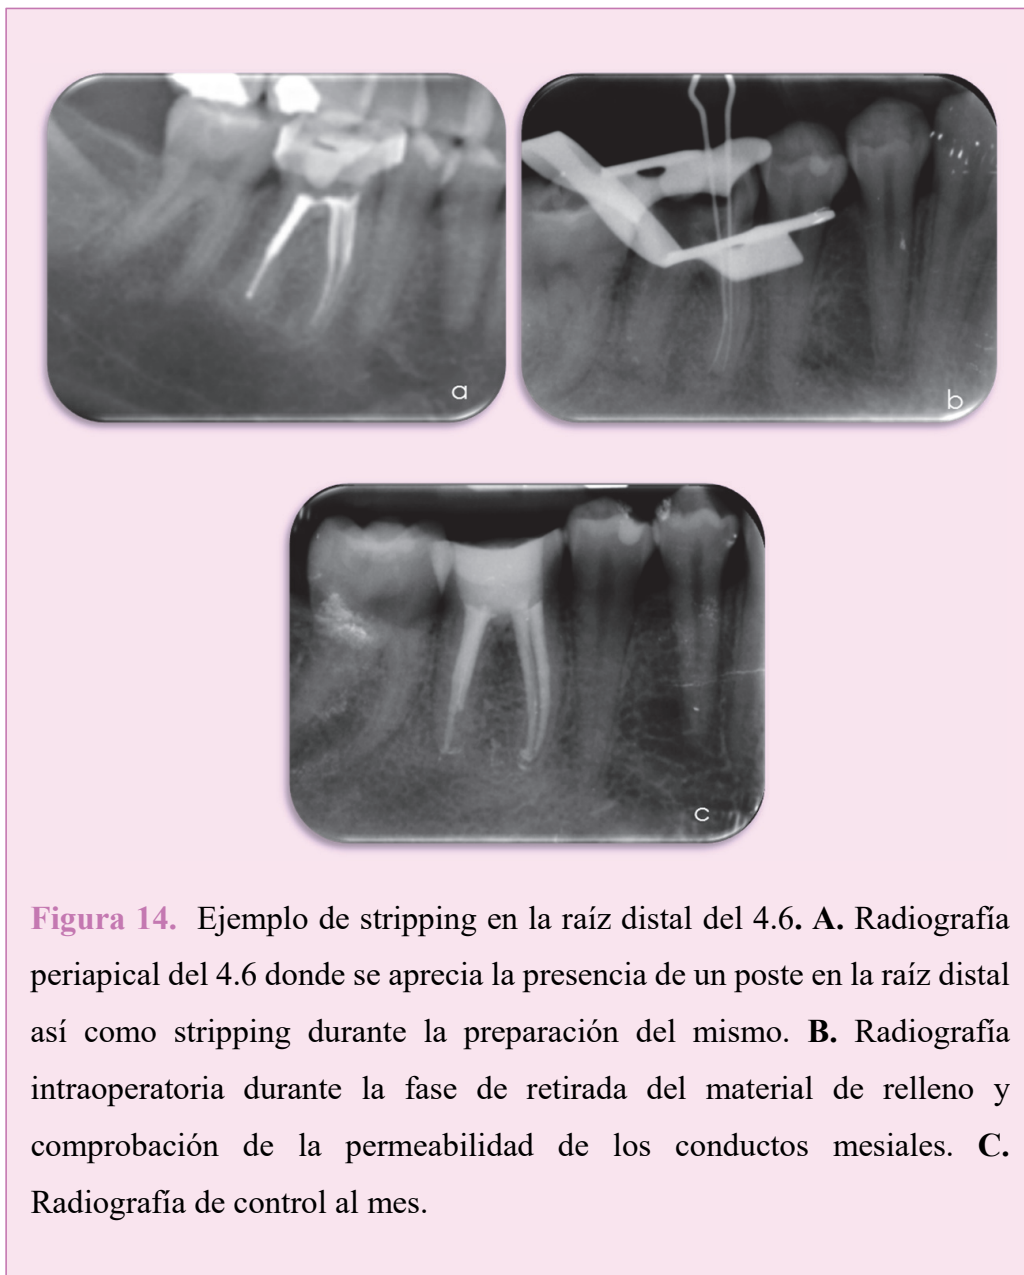 a
b
c
Figura 14. Ejemplo de stripping en la raíz distal del 4.6. A. Radiografía
periapical del 4.6 donde se aprecia la presencia de un poste en la raíz distal
así como stripping durante la preparación del mismo. B. Radiografía
intraoperatoria durante la fase de retirada del material de relleno y
comprobación de la permeabilidad de los conductos mesiales. C.
Radiografía de control al mes.